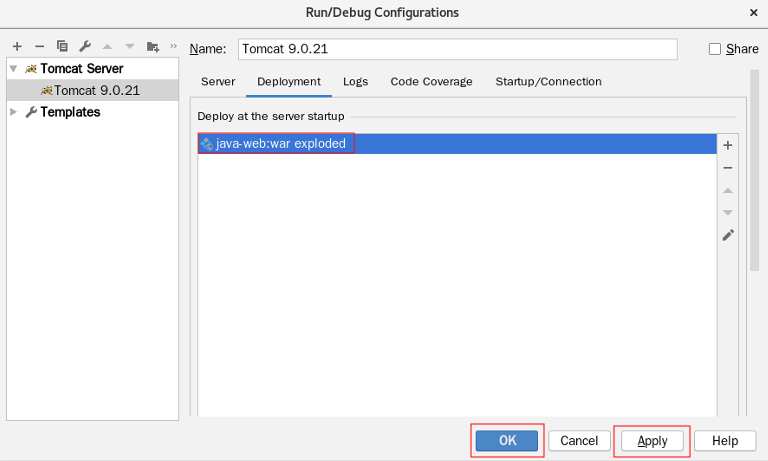 Run/Debug Configurations
Name: Tomcat 9.0.21 Share
Tomcat Server
Tomcat 9.0.21
Templates
Server Deployment Logs Code Coverage Startup/Connection
Deploy at the server startup
java-web:war exploded
OK Cancel Apply Help